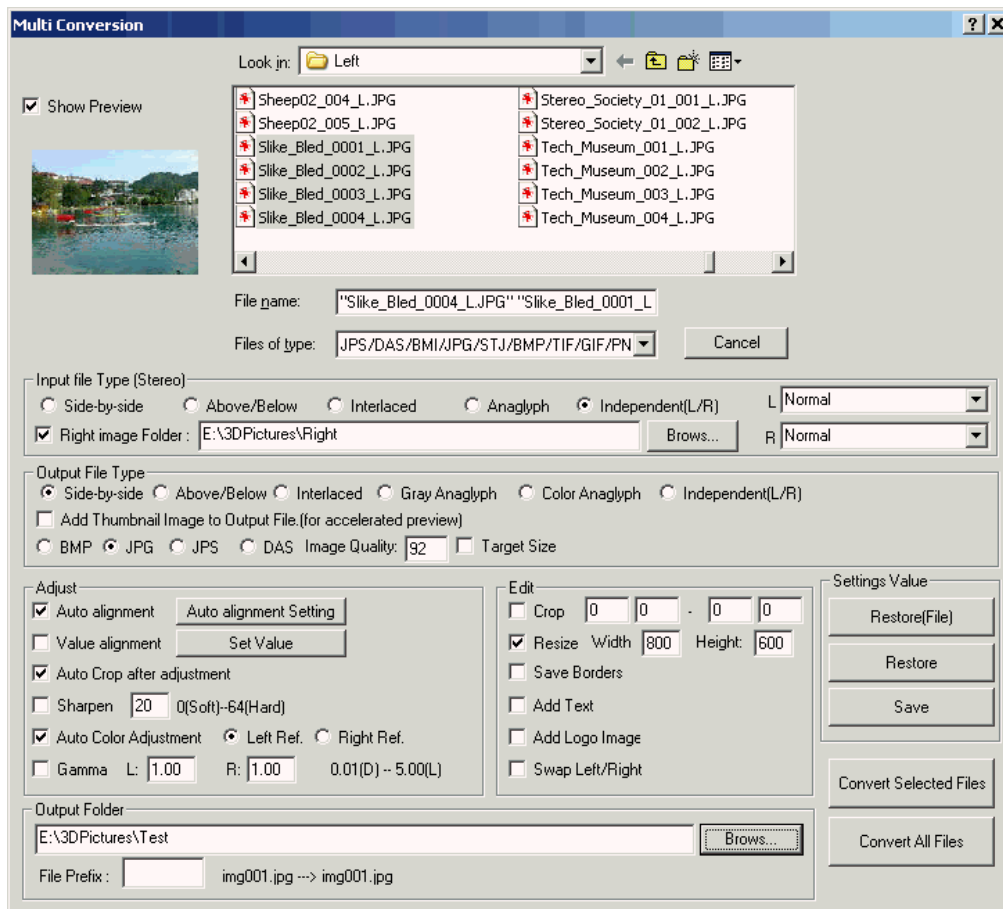 Multi Conversion
Look in: Left
Show Preview
Sheep02_004_L.JPG Stereo_Society_01_001_L.JPG
Sheep02_005_L.JPG Stereo_Society_01_002_L.JPG
Slike_Bled_0001_L.JPG Tech_Museum_001_L.JPG
Slike_Bled_0002_L.JPG Tech_Museum_002_L.JPG
Slike_Bled_0003_L.JPG Tech_Museum_003_L.JPG
Slike_Bled_0004_L.JPG Tech_Museum_004_L.JPG
File name: "Slike_Bled_0004_L.JPG" "Slike_Bled_0001_L
Files of type: JPS/DAS/BMI/JPG/STJ/BMP/TIF/GIF/PN Cancel
Input file Type (Stereo)
Side-by-side Above/Below Interlaced Anaglyph Independent(L/R) L Normal
Right image Folder : E:\3DPictures\Right Brows... R Normal
Output File Type
Side-by-side Above/Below Interlaced Gray Anaglyph Color Anaglyph Independent(L/R)
Add Thumbnail Image to Output File.(for accelerated preview)
BMP JPG JPS DAS Image Quality: 92 Target Size
Adjust Edit Settings Value
Auto alignment Auto alignment Setting Crop 0 0 - 0 0 Restore(File)
Value alignment Set Value Resize Width 800 Height: 600
Auto Crop after adjustment Save Borders Restore
Sharpen 20 0(Soft)--64(Hard) Add Text Save
Auto Color Adjustment Left Ref. Right Ref. Add Logo Image
Gamma L: 1.00 R: 1.00 0.01(D) -- 5.00(L) Swap Left/Right
Convert Selected Files
Output Folder
E:\3DPictures\Test Brows... Convert All Files
File Prefix : img001.jpg ---> img001.jpg